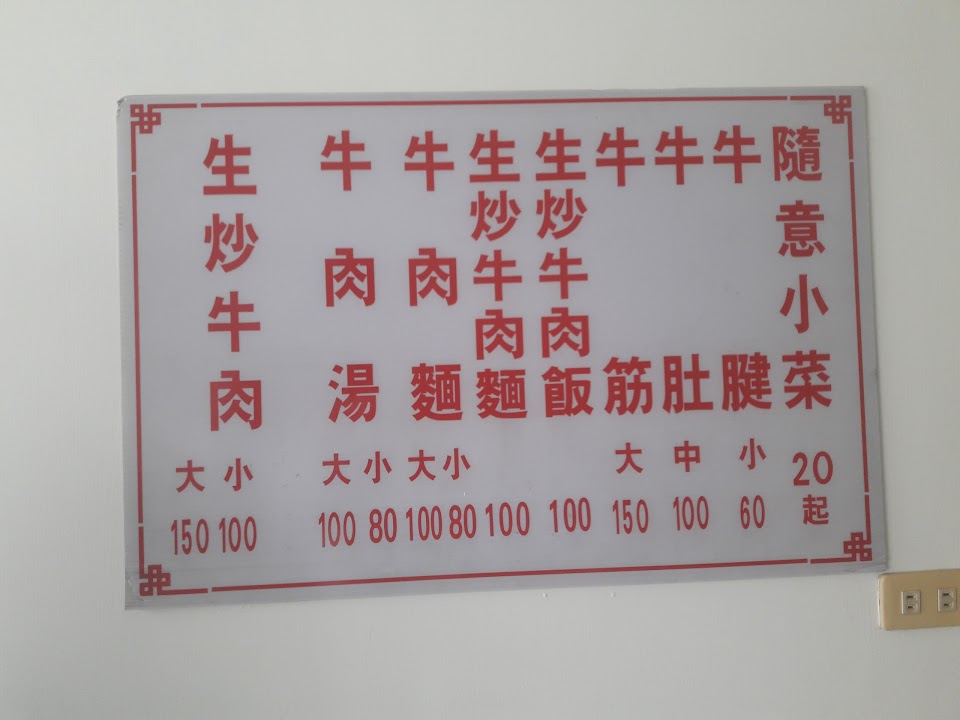 生炒牛肉
大 小
150 100
牛肉湯
大 小
100 80
牛肉麵
大 小
100 80
生炒牛肉麵
100
生炒牛肉飯
100
牛筋
牛肚
牛腱
大 中 小
150 100 60
隨意小菜
20起